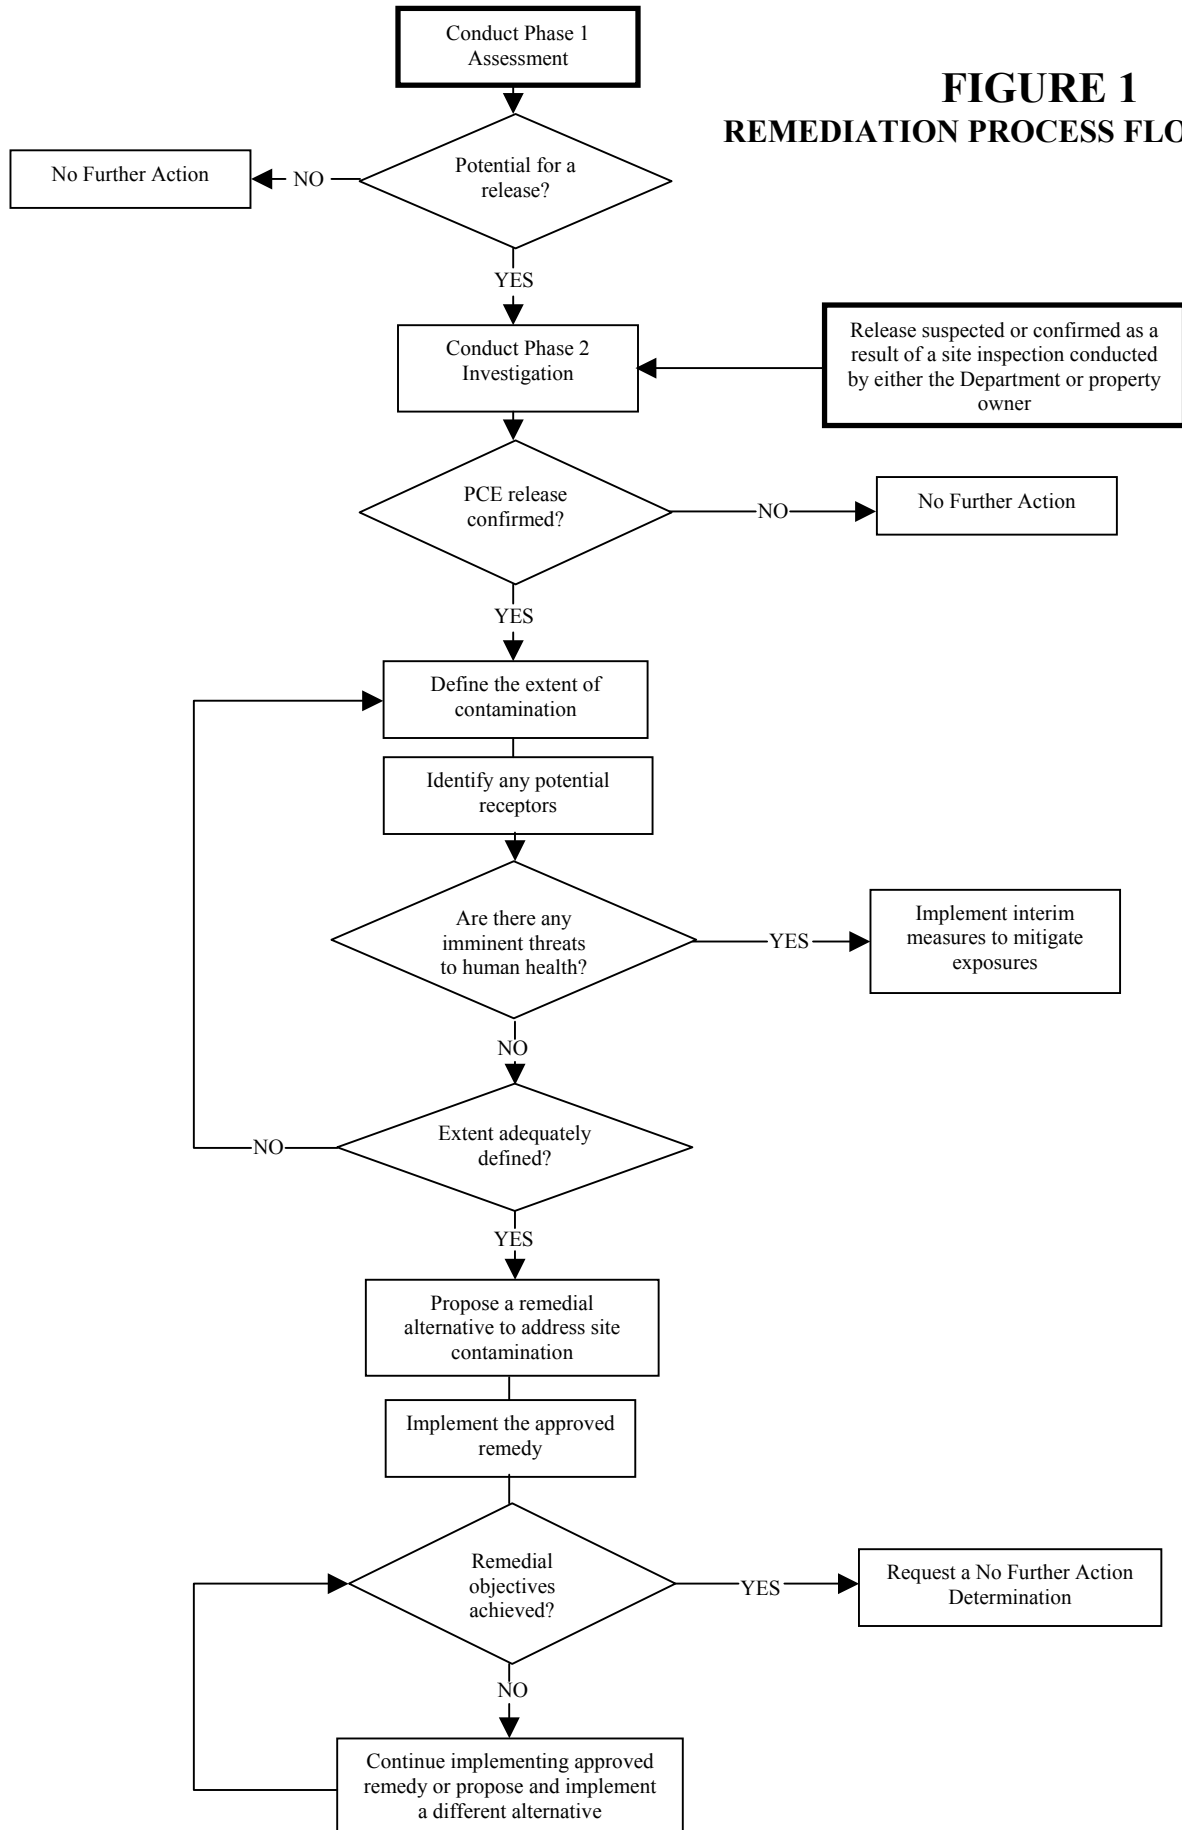 Conduct Phase 1
Assessment
FIGURE 1
REMEDIATION PROCESS FLO
No Further Action
NO
Potential for a
release?
YES
Conduct Phase 2
Investigation
Release suspected or confirmed as a
result of a site inspection conducted
by either the Department or property
owner
PCE release
confirmed?
NO
No Further Action
YES
Define the extent of
contamination
Identify any potential
receptors
Are there any
imminent threats
to human health?
YES
Implement interim
measures to mitigate
exposures
NO
Extent adequately
defined?
NO
YES
Propose a remedial
alternative to address site
contamination
Implement the approved
remedy
Remedial
objectives
achieved?
YES
Request a No Further Action
Determination
NO
Continue implementing approved
remedy or propose and implement
a different alternative